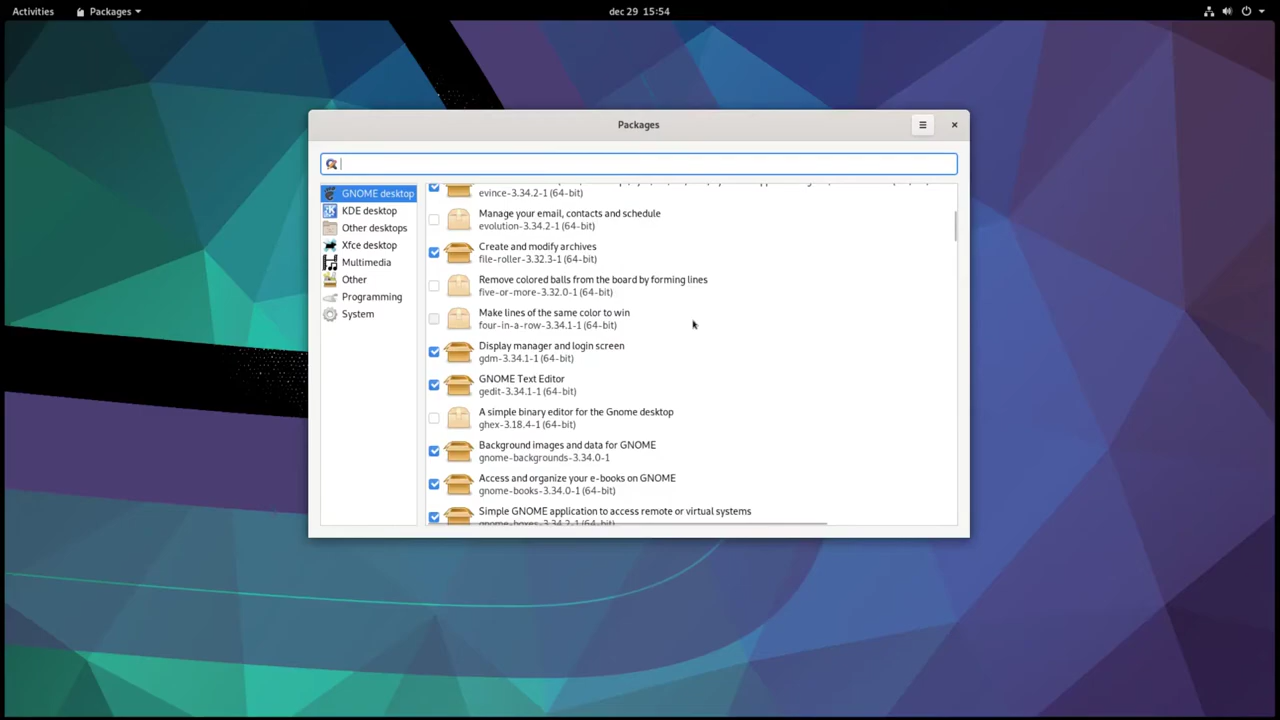 Activities
Packages
dec 29 15:54
Packages
GNOME desktop
KDE desktop
Other desktops
Xfce desktop
Multimedia
Other
Programming
System
evince-3.34.2-1 (64-bit)
Manage your email, contacts and schedule
evolution-3.34.2-1 (64-bit)
Create and modify archives
file-roller-3.32.3-1 (64-bit)
Remove colored balls from the board by forming lines
five-or-more-3.32.0-1 (64-bit)
Make lines of the same color to win
four-in-a-row-3.34.1-1 (64-bit)
Display manager and login screen
gdm-3.34.1-1 (64-bit)
GNOME Text Editor
gedit-3.34.1-1 (64-bit)
A simple binary editor for the Gnome desktop
ghex-3.18.4-1 (64-bit)
Background images and data for GNOME
gnome-backgrounds-3.34.0-1
Access and organize your e-books on GNOME
gnome-books-3.34.0-1 (64-bit)
Simple GNOME application to access remote or virtual systems
gnome-boxes-3.34.2-1 (64-bit)